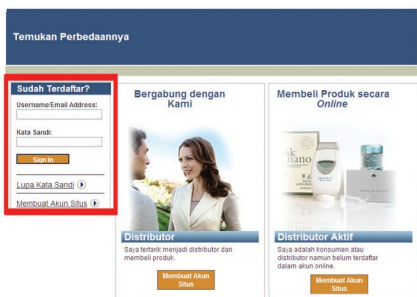 Temukan Perbedaannya
Sudah Terdaftar?
Username/Email Address:
Kata Sandi:
Sign In
Lupa Kata Sandi
Membuat Akun Situs
Bergabung dengan
Kami
Distributor
Saya tertarik menjadi distributor dan
membeli produk.
Membuat Akun
Situs
Membeli Produk secara
Online
nano
Distributor Aktif
Saya adalah konsumen atau
distributor namun belum terdaftar
dalam akun online.
Membuat Akun
Situs